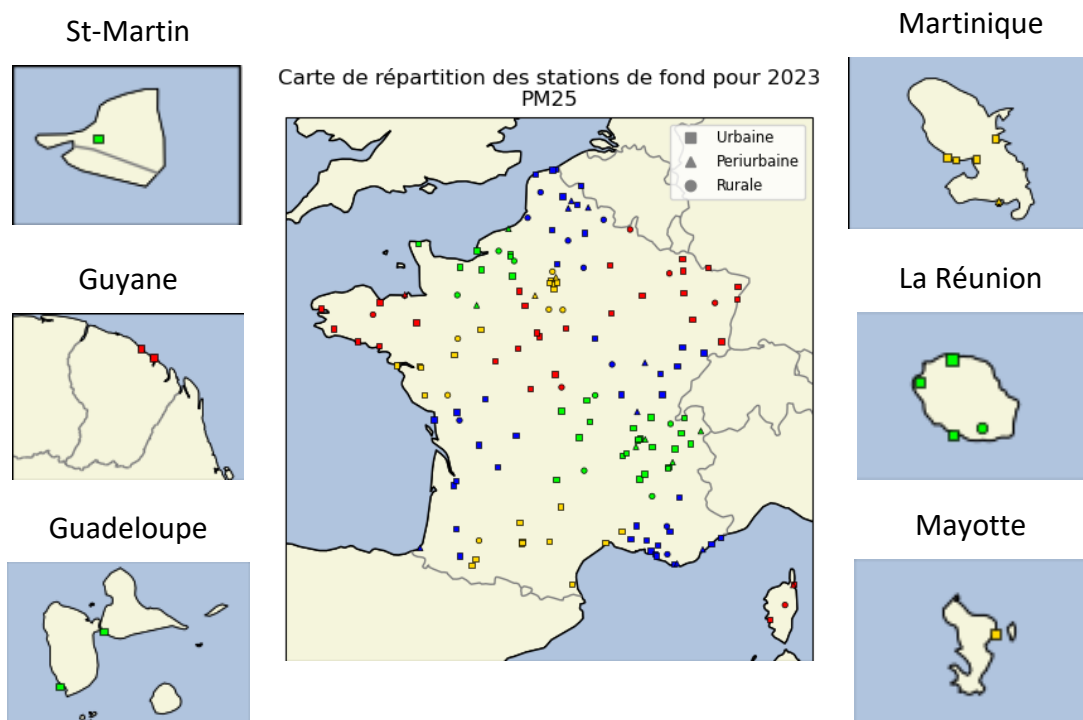 St-Martin
Martinique
Carte de répartition des stations de fond pour 2023
PM25
Urbaine
Periurbaine
Rurale
Guyane
La Réunion
Guadeloupe
Mayotte